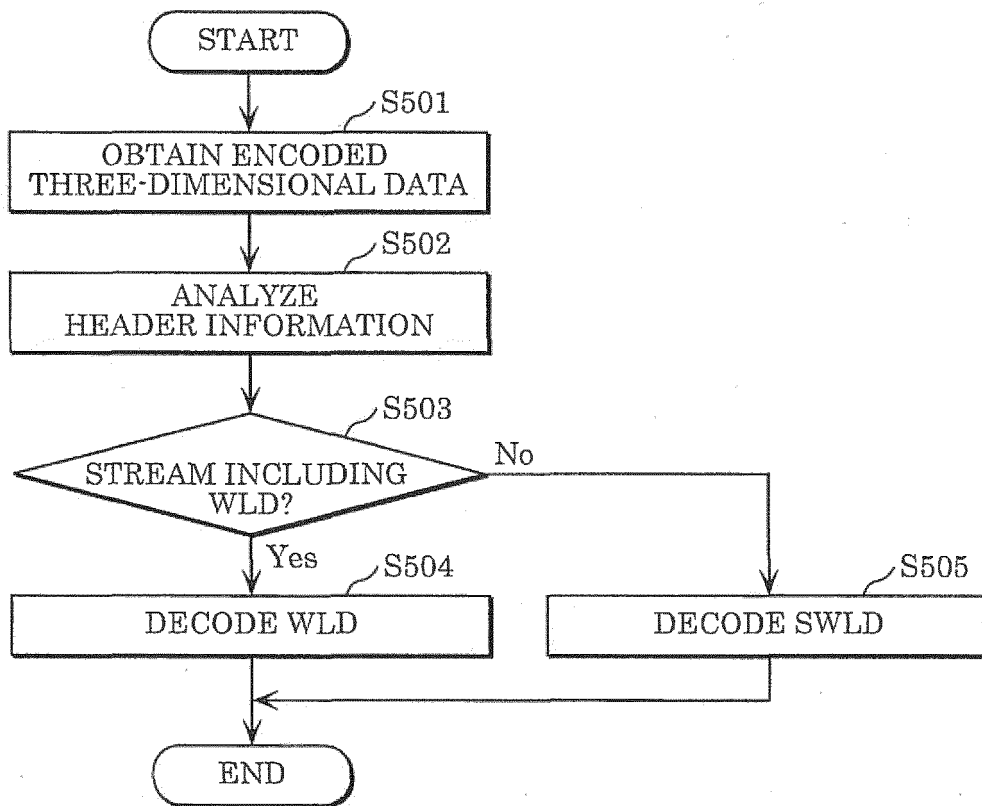 START
S501
OBTAIN ENCODED
THREE-DIMENSIONAL DATA
S502
ANALYZE
HEADER INFORMATION
S503
STREAM INCLUDING
WLD?
No
Yes
S504
DECODE WLD
S505
DECODE SWLD
END